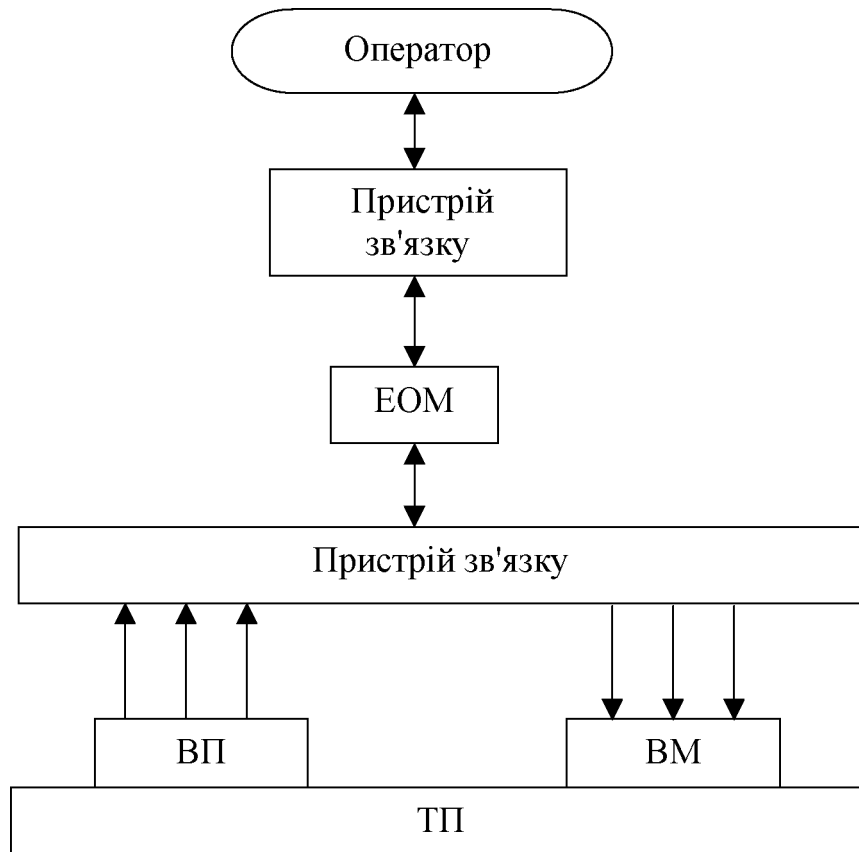 Оператор
Пристрій
зв'язку
ЕОМ
Пристрій зв'язку
ВП
ВМ
ТП